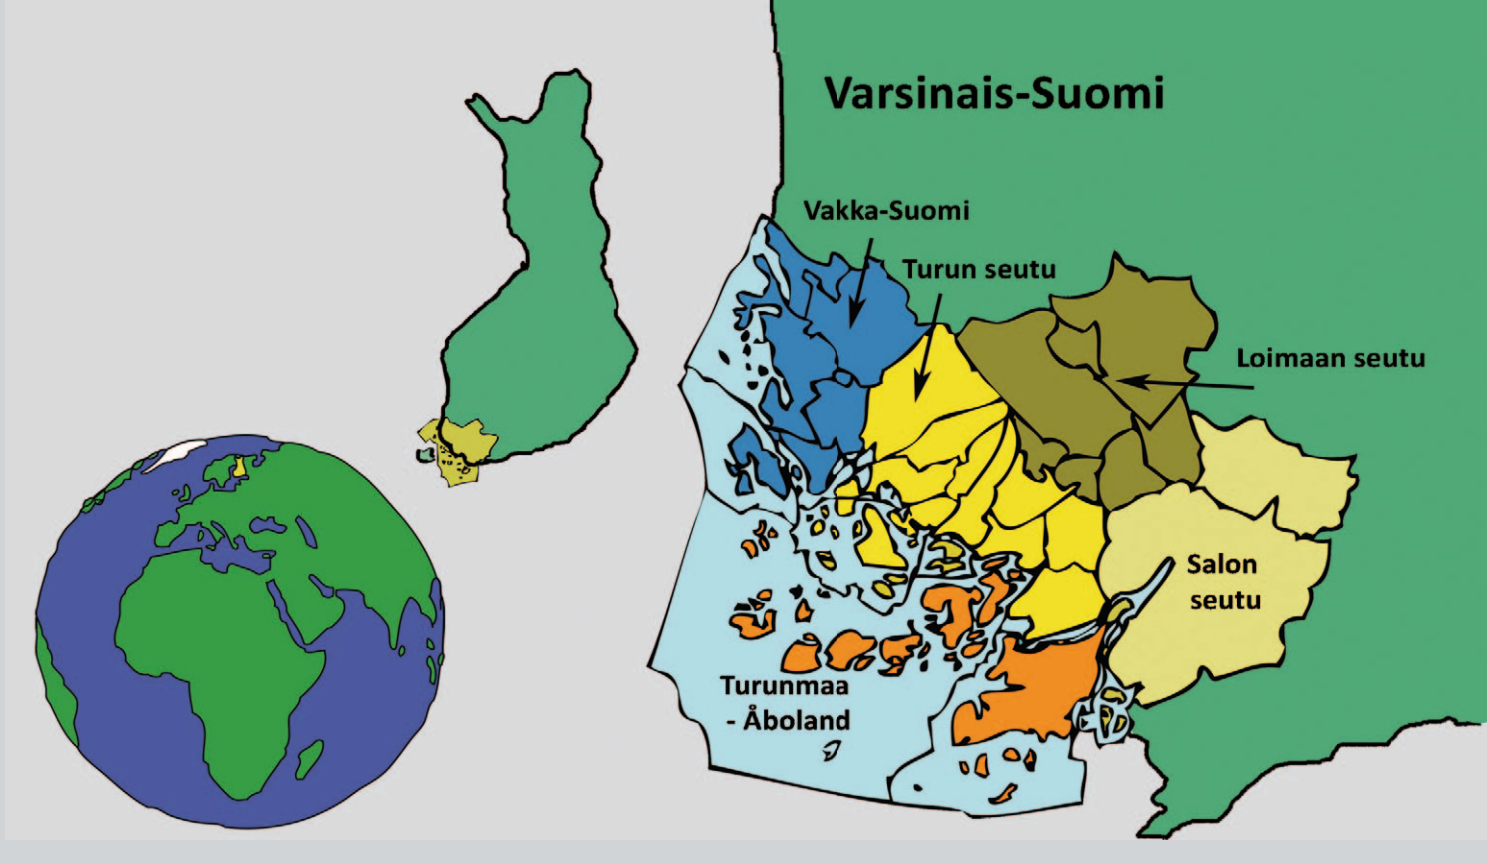 Varsinais-Suomi
Vakka-Suomi
Turun seutu
Loimaan seutu
Salon
seutu
Turunmaa
- Åboland